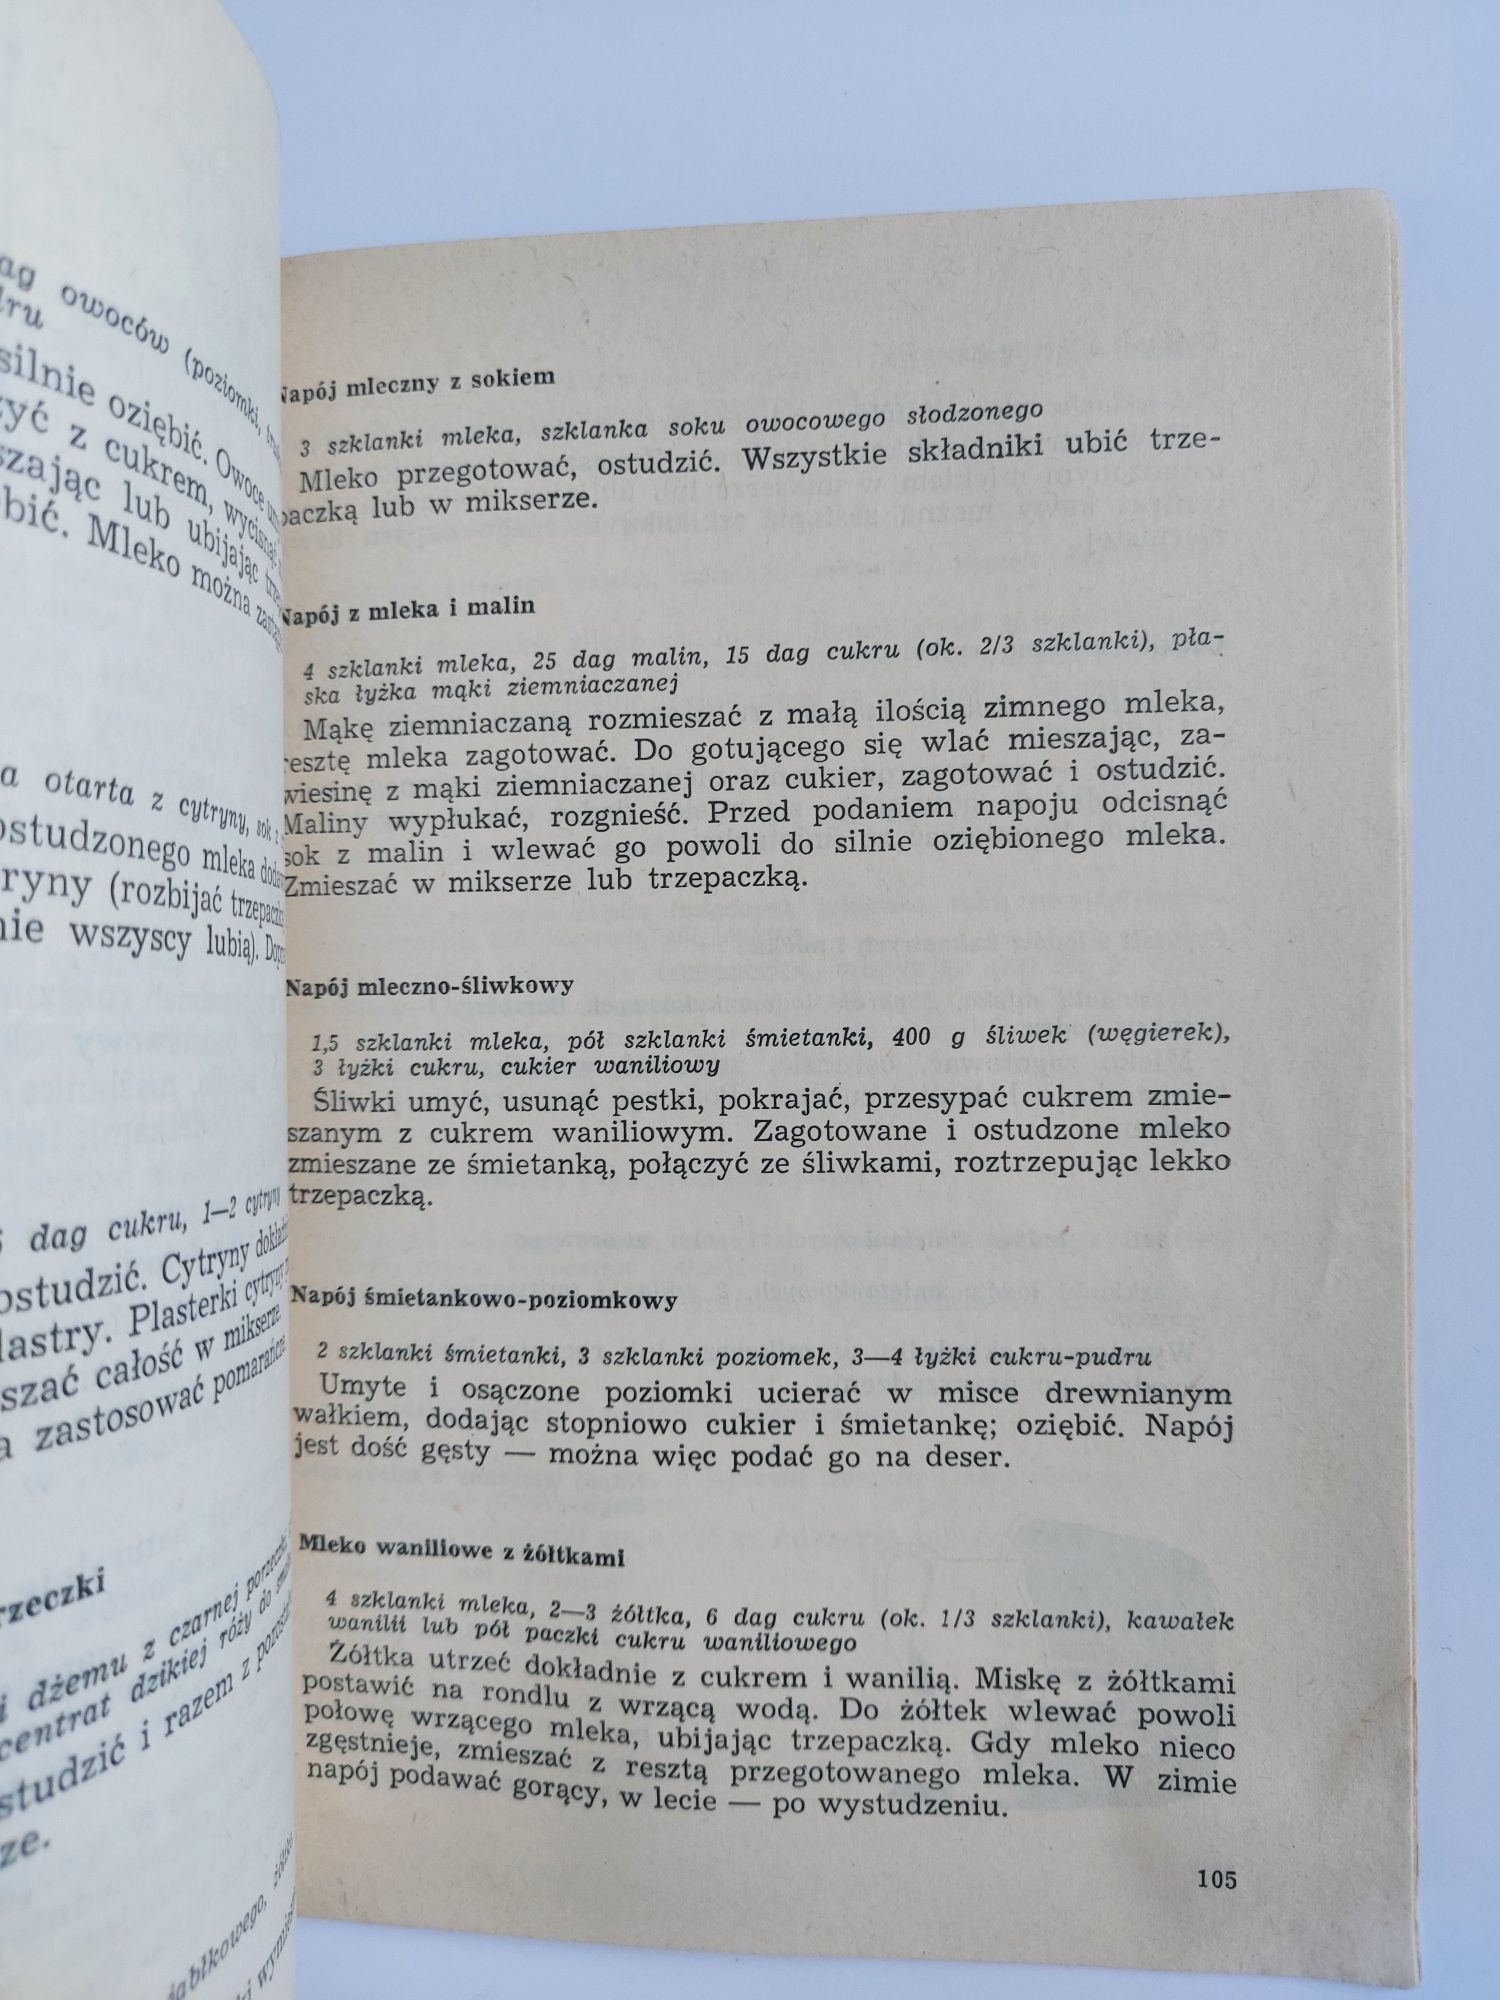 owoców (poziomki,
silnie oziębić. Owoce
z cukrem,
lub ubijając
Mleko można
otarta z cytryny, sok
ostudzonego mleka
(rozbijać
wszyscy lubią).
dag cukru, 1—2 cytryny
ostudzić. Cytryny
Plasterki cytryny
całość w mikserze
zastosować pomarańcze
dżemu z czarnej
dzikiej róży do
i razem z
Napój mleczny z sokiem
3 szklanki mleka, szklanka soku owocowego słodzonego
Mleko przegotować, ostudzić. Wszystkie składniki ubić trze-
paczką lub w mikserze.
Napój z mleka i malin
4 szklanki mleka, 25 dag malin, 15 dag cukru (ok. 2/3 szklanki), pła-
ska łyżka mąki ziemniaczanej
Mąkę ziemniaczaną rozmieszać z małą ilością zimnego mleka,
resztę mleka zagotować. Do gotującego się wlać mieszając, za-
wiesinę z mąki ziemniaczanej oraz cukier, zagotować i ostudzić.
Maliny wypłukać, rozgnieść. Przed podaniem napoju odcisnąć
sok z malin i wlewać go powoli do silnie oziębionego mleka.
Zmieszać w mikserze lub trzepaczką.
Napój mleczno-śliwkowy
1,5 szklanki mleka, pół szklanki śmietanki, 400 g śliwek (węgierek),
3 łyżki cukru, cukier waniliowy
Śliwki umyć, usunąć pestki, pokrajać, przesypać cukrem zmie-
szanym z cukrem waniliowym. Zagotowane i ostudzone mleko
zmieszane ze śmietanką, połączyć ze śliwkami, roztrzepując lekko
trzepaczką.
Napój śmietankowo-poziomkowy
2 szklanki śmietanki, 3 szklanki poziomek, 3—4 łyżki cukru-pudru
Umyte i osączone poziomki ucierać w misce drewnianym
wałkiem, dodając stopniowo cukier i śmietankę; oziębić. Napój
jest dość gęsty — można więc podać go na deser.
Mleko waniliowe z żółtkami
4 szklanki mleka, 2—3 żółtka, 6 dag cukru (ok. 1/3 szklanki), kawałek
wanilii lub pół paczki cukru waniliowego
Żółtka utrzeć dokładnie z cukrem i wanilią. Miskę z żółtkami
postawić na rondlu z wrzącą wodą. Do żółtek wlewać powoli
połowę wrzącego mleka, ubijając trzepaczką. Gdy mleko nieco
zgęstnieje, zmieszać z resztą przegotowanego mleka. W zimie
napój podawać gorący, w lecie — po wystudzeniu.
105